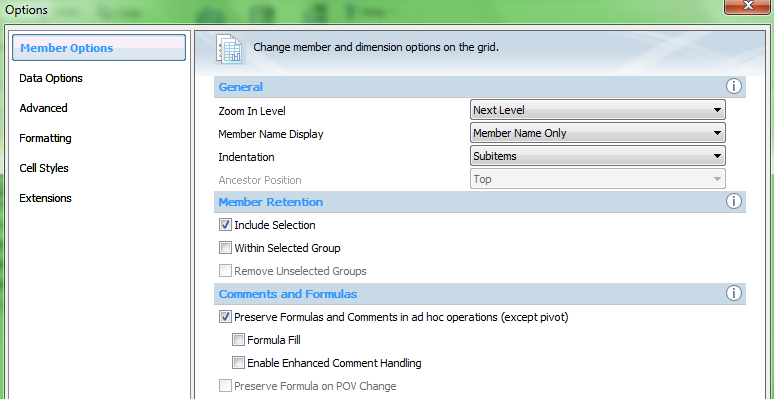 Options
Help
Member Options
Data Options
Advanced
Formatting
Cell Styles
Extensions
Change member and dimension options on the grid.
General
Zoom In Level
Next Level
Member Name Display
Member Name Only
Indentation
Subitems
Ancestor Position
Top
Member Retention
Include Selection
Within Selected Group
Remove Unselected Groups
Comments and Formulas
Preserve Formulas and Comments in ad hoc operations (except pivot)
Formula Fill
Enable Enhanced Comment Handling
Preserve Formula on POV Change